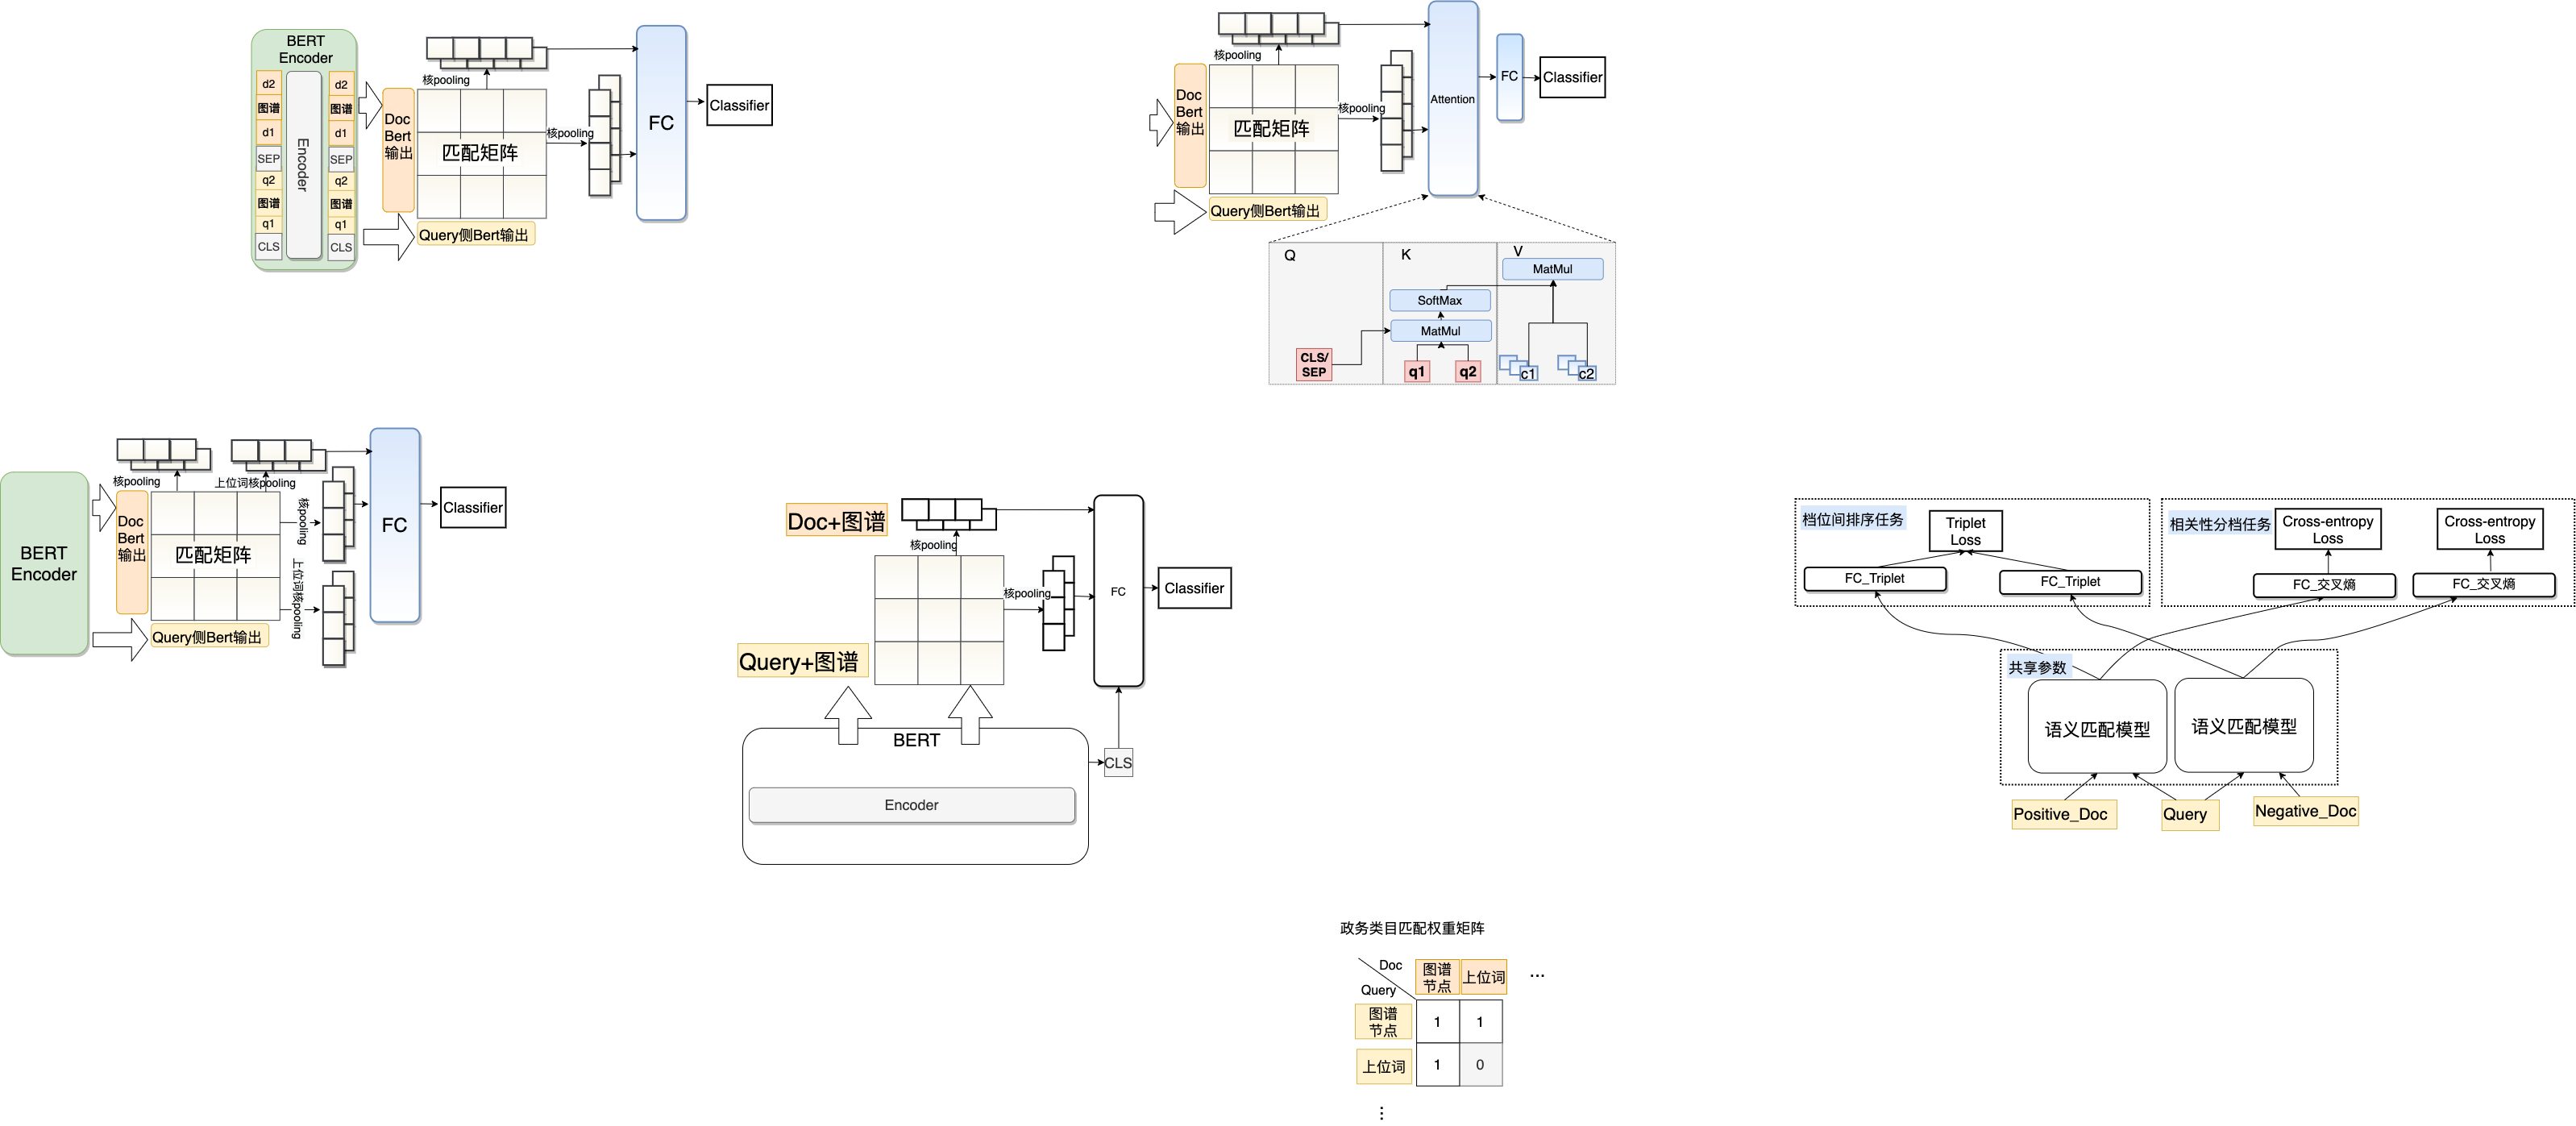 BERT
Encoder
d2
图谱
d1
SEP
q2
图谱
q1
CLS
Encoder
d2
图谱
d1
SEP
q2
图谱
q1
CLS
Doc
Bert
输出
核pooling
匹配矩阵
核pooling
Query侧Bert输出
FC
Classifier
核pooling
Doc
Bert
输出
匹配矩阵
核pooling
Query侧Bert输出
Attention
FC
Classifier
Q
K
V
MatMul
SoftMax
MatMul
CLS/
SEP
q1
q2
c1
c2
BERT
Encoder
核pooling
上位词核pooling
Doc
Bert
输出
匹配矩阵
核pooling
上位词核pooling
Query侧Bert输出
FC
Classifier
Doc+图谱
核pooling
核pooling
Query+图谱
FC
Classifier
BERT
CLS
Encoder
档位间排序任务
Triplet
Loss
FC_Triplet
FC_Triplet
相关性分档任务
Cross-entropy
Loss
Cross-entropy
Loss
FC_交叉熵
FC_交叉熵
共享参数
语义匹配模型
语义匹配模型
Positive_Doc
Query
Negative_Doc
政务类目匹配权重矩阵
Doc
Query
图谱
节点
上位词
...
图谱
节点
1
1
上位词
1
0
...